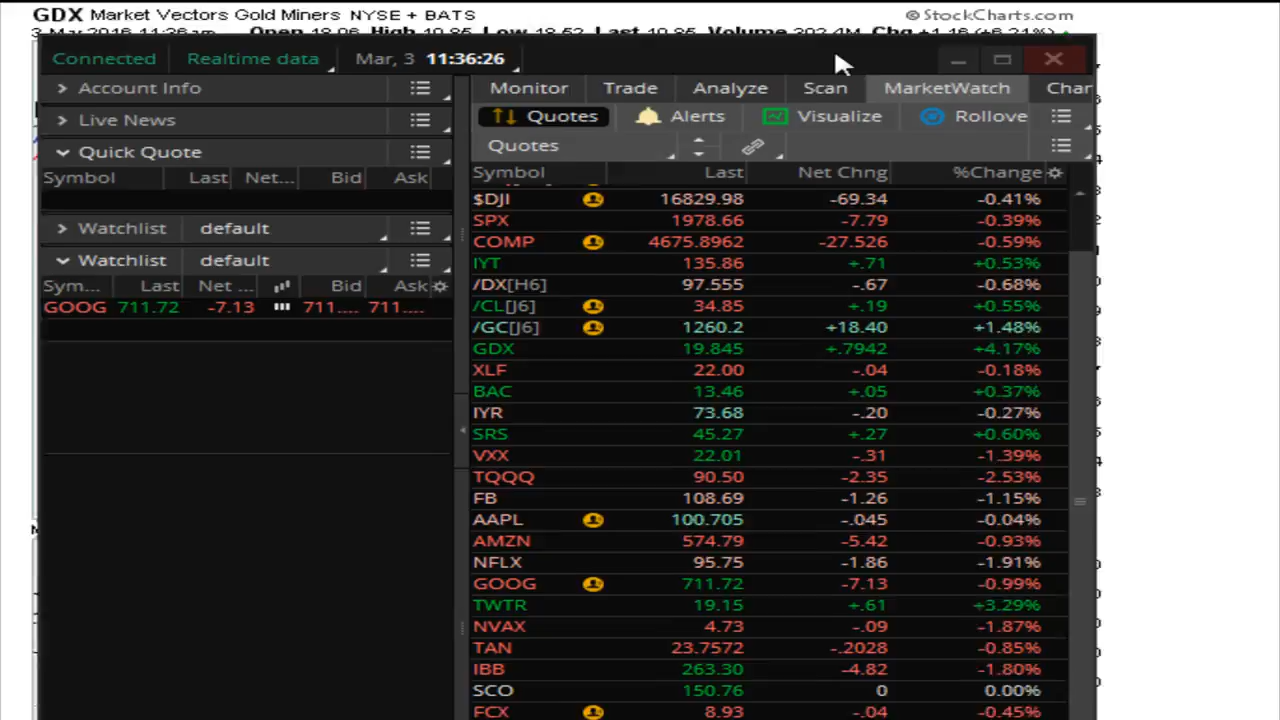 GDX Market Vectors Gold Miners NYSE + BATS
© StockCharts.com
Connected Realtime data Mar, 3 11:36:26
Account Info
Live News
Quick Quote
Symbol Last Net... Bid Ask
Watchlist default
Watchlist default
Sym... Last Net ... Bid Ask
GOOG 711.72 -7.13 711.... 711....
Monitor Trade Analyze Scan MarketWatch Char
Quotes Alerts Visualize Rollove
Quotes
Symbol Last Net Chng %Change
$DJI 16829.98 -69.34 -0.41%
SPX 1978.66 -7.79 -0.39%
COMP 4675.8962 -27.526 -0.59%
IYT 135.86 +.71 +0.53%
/DX[H6] 97.555 -.67 -0.68%
/CL[J6] 34.85 +.19 +0.55%
/GC[J6] 1260.2 +18.40 +1.48%
GDX 19.845 +.7942 +4.17%
XLF 22.00 -.04 -0.18%
BAC 13.46 +.05 +0.37%
IYR 73.68 -.20 -0.27%
SRS 45.27 +.27 +0.60%
VXX 22.01 -.31 -1.39%
TQQQ 90.50 -2.35 -2.53%
FB 108.69 -1.26 -1.15%
AAPL 100.705 -.045 -0.04%
AMZN 574.79 -5.42 -0.93%
NFLX 95.75 -1.86 -1.91%
GOOG 711.72 -7.13 -0.99%
TWTR 19.15 +.61 +3.29%
NVAX 4.73 -.09 -1.87%
TAN 23.7572 -.2028 -0.85%
IBB 263.30 -4.82 -1.80%
SCO 150.76 0 0.00%
FCX 8.93 -.04 -0.45%